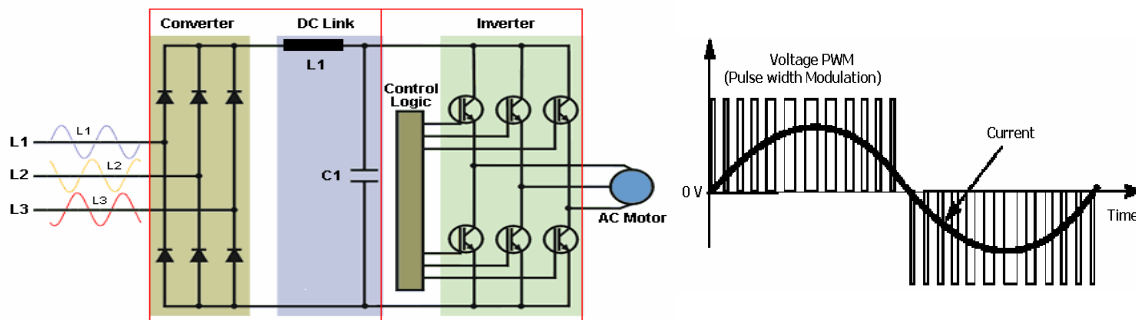 Converter
DC Link
Inverter
L1
Control
Logic
L1
L1
L2
L2
L3
L3
C1
AC Motor
Voltage PWM
(Pulse width Modulation)
Current
0 V
Time